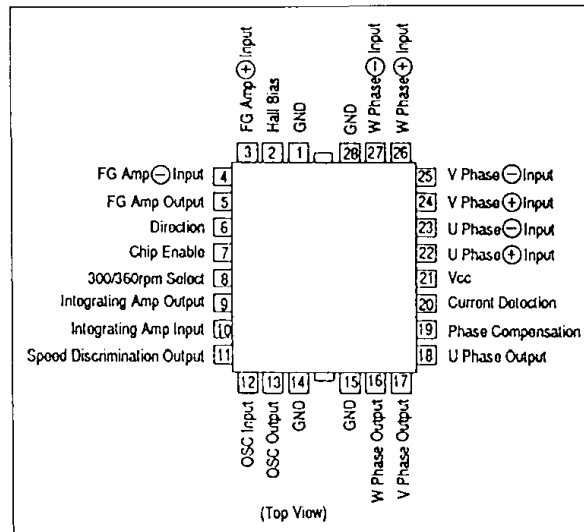 FG Amp⊕Input
Hall Bias
GND
GND
W Phase⊖Input
W Phase⊕Input
3
2
1
28
27
26
FG Amp⊖Input 4
FG Amp Output 5
Direction 6
Chip Enable 7
300/360rpm Select 8
Integrating Amp Output 9
Integrating Amp Input 10
Speed Discrimination Output 11
25 V Phase⊖Input
24 V Phase⊕Input
23 U Phase⊖Input
22 U Phase⊕Input
21 Vcc
20 Current Detection
19 Phase Compensation
18 U Phase Output
12
13
14
15
16
17
OSC Input
OSC Output
GND
GND
W Phase Output
V Phase Output
(Top View)